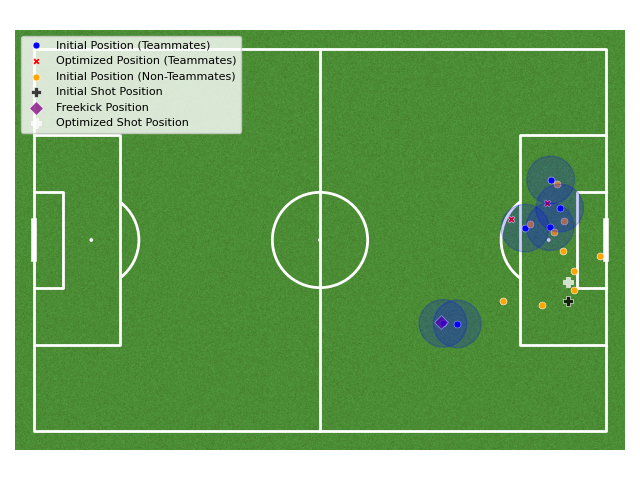 Initial Position (Teammates)
Optimized Position (Teammates)
Initial Position (Non-Teammates)
Initial Shot Position
Freekick Position
Optimized Shot Position